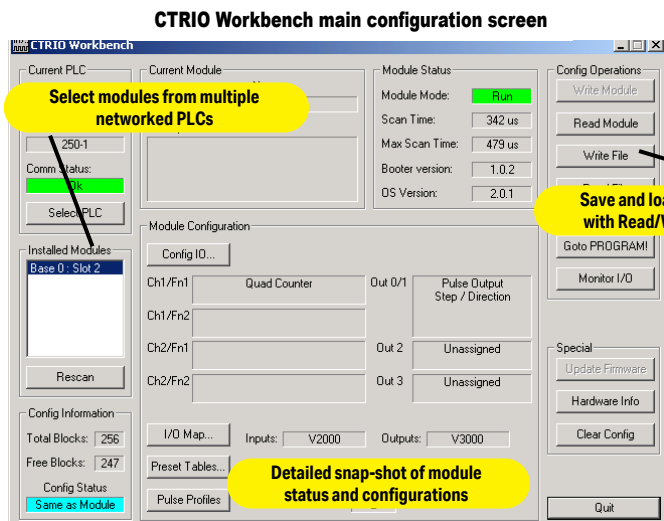 CTRIO Workbench main configuration screen
CTRIO Workbench
Current PLC
Current Module
Module Status
Config Operations
Select modules from multiple
networked PLCs
Module Mode:
Run
Write Module
Scan Time:
342 us
Read Module
250-1
Max Scan Time:
479 us
Write File
Comm Status:
Ok
Booter version:
1.0.2
OS Version:
2.0.1
Select PLC
Save and loa
with Read/
Module Configuration
Installed Modules
Config IO...
Goto PROGRAM!
Base 0 : Slot 2
Ch1/Fn1
Quad Counter
Out 0/1
Pulse Output
Step / Direction
Monitor I/O
Ch1/Fn2
Ch2/Fn1
Out 2
Unassigned
Special
Rescan
Ch2/Fn2
Out 3
Unassigned
Update Firmware
Hardware Info
Config Information
Total Blocks:
256
I/O Map...
Inputs:
V2000
Outputs:
V3000
Clear Config
Free Blocks:
247
Preset Tables...
Detailed snap-shot of module
status and configurations
Config Status
Same as Module
Pulse Profiles
Quit